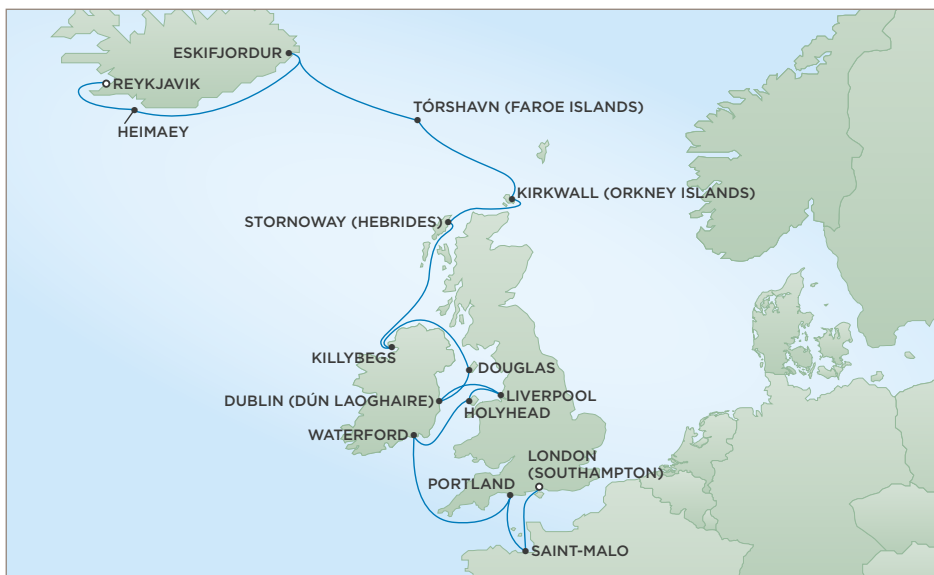 ESKIFJORDUR
REYKJAVIK
HEIMAEY
TÓRSHAVN (FAROE ISLANDS)
KIRKWALL (ORKNEY ISLANDS)
STORNOWAY (HEBRIDES)
KILLYBEGS
DOUGLAS
DUBLIN (DÚN LAOGHAIRE)
LIVERPOOL
HOLYHEAD
WATERFORD
LONDON
(SOUTHAMPTON)
PORTLAND
SAINT-MALO